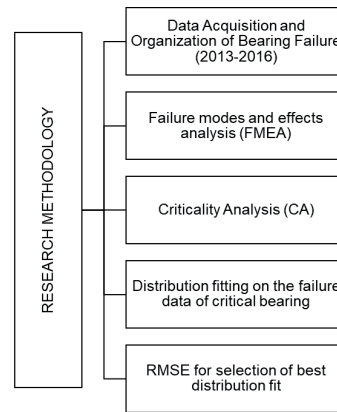 RESEARCH METHODOLOGY
Data Acquisition and
Organization of Bearing Failure
(2013-2016)
Failure modes and effects
analysis (FMEA)
Criticality Analysis (CA)
Distribution fitting on the failure
data of critical bearing
RMSE for selection of best
distribution fit